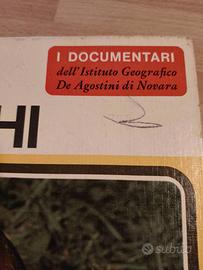 I DOCUMENTARI
dell'Istituto Geografico
De Agostini di Novara
HI
subito